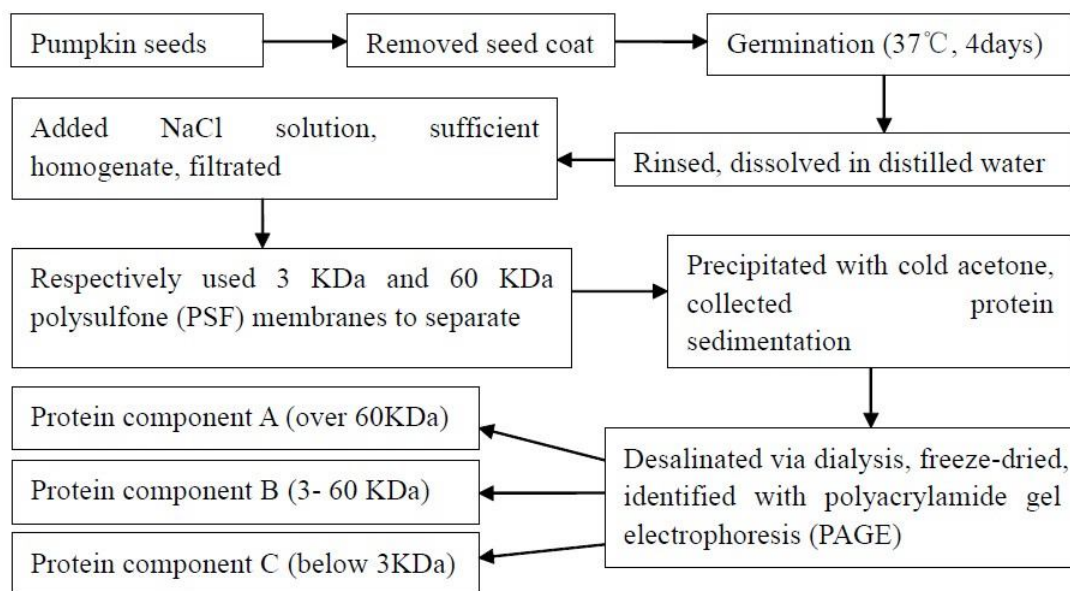 Pumpkin seeds
Removed seed coat
Germination (37℃, 4days)
Added NaCl solution, sufficient
homogenate, filtrated
Rinsed, dissolved in distilled water
Respectively used 3 KDa and 60 KDa
polysulfone (PSF) membranes to separate
Precipitated with cold acetone,
collected protein
sedimentation
Protein component A (over 60KDa)
Protein component B (3- 60 KDa)
Protein component C (below 3KDa)
Desalinated via dialysis, freeze-dried,
identified with polyacrylamide gel
electrophoresis (PAGE)